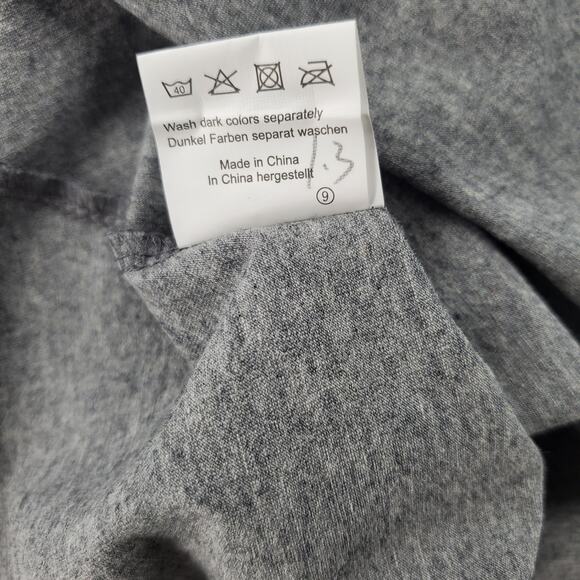 40
Wash dark colors separately
Dunkel Farben separat waschen
Made in China
In China hergestellt
1.3
9